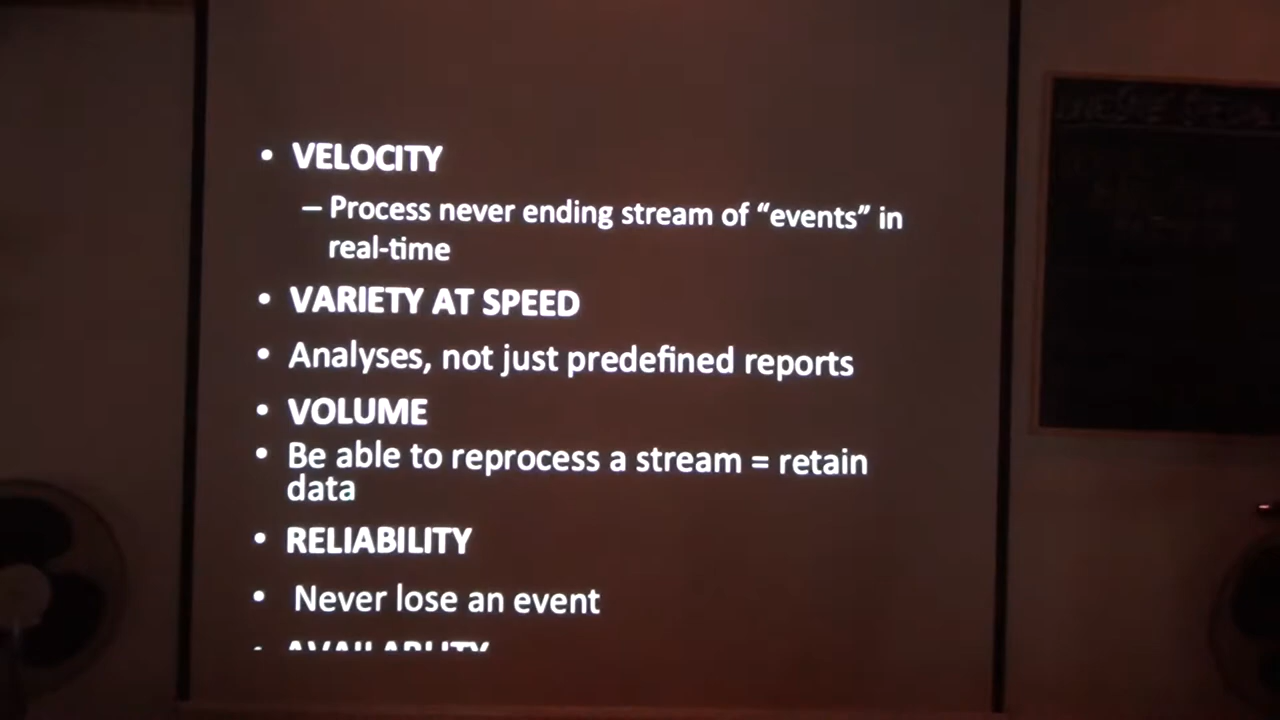 • VELOCITY
– Process never ending stream of “events” in
real-time
• VARIETY AT SPEED
• Analyses, not just predefined reports
• VOLUME
• Be able to reprocess a stream = retain
data
• RELIABILITY
• Never lose an event